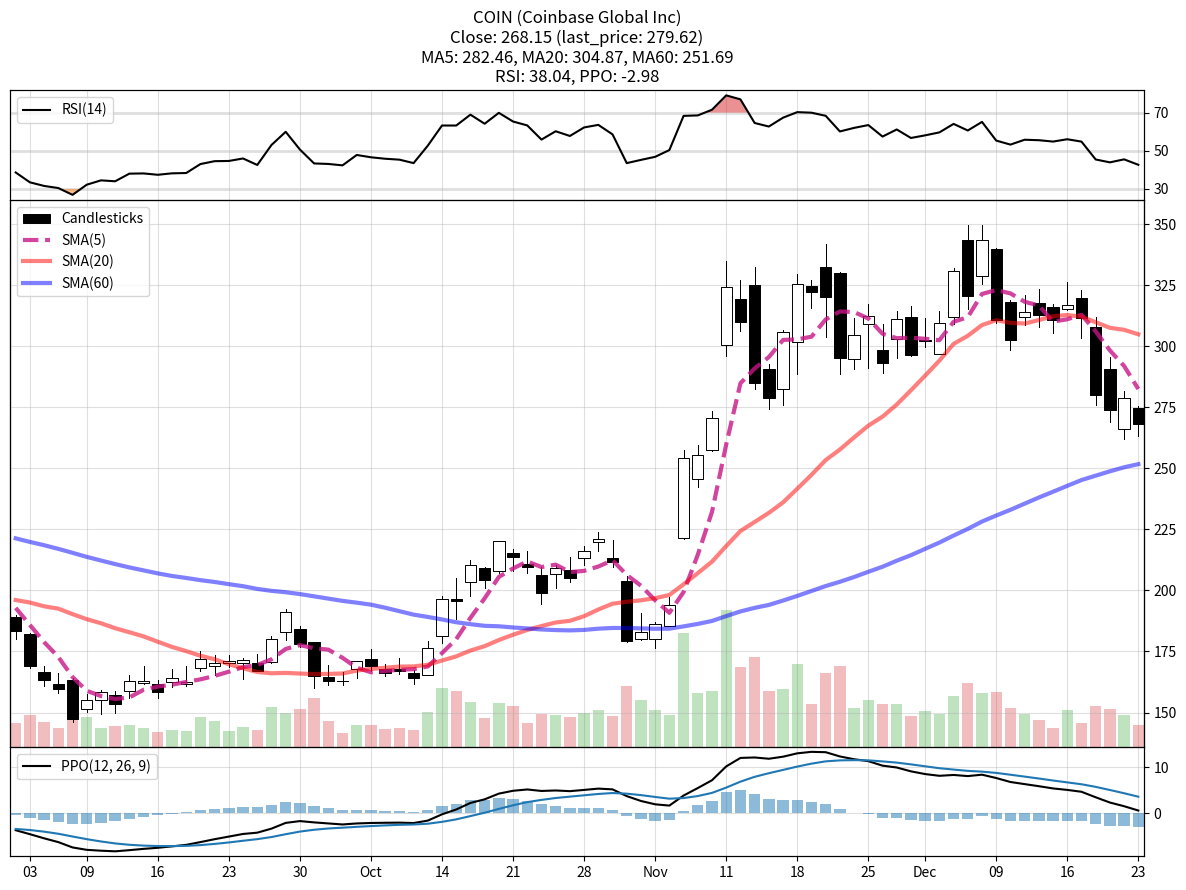 COIN (Coinbase Global Inc)
Close: 268.15 (last_price: 279.62)
MA5: 282.46, MA20: 304.87, MA60: 251.69
RSI: 38.04, PPO: -2.98
RSI(14)
70
50
30
Candlesticks
SMA(5)
SMA(20)
SMA(60)
350
325
300
275
250
225
200
175
150
PPO(12, 26, 9)
10
0
03 09 16 23 30 Oct 14 21 28 Nov 11 18 25 Dec 09 16 23